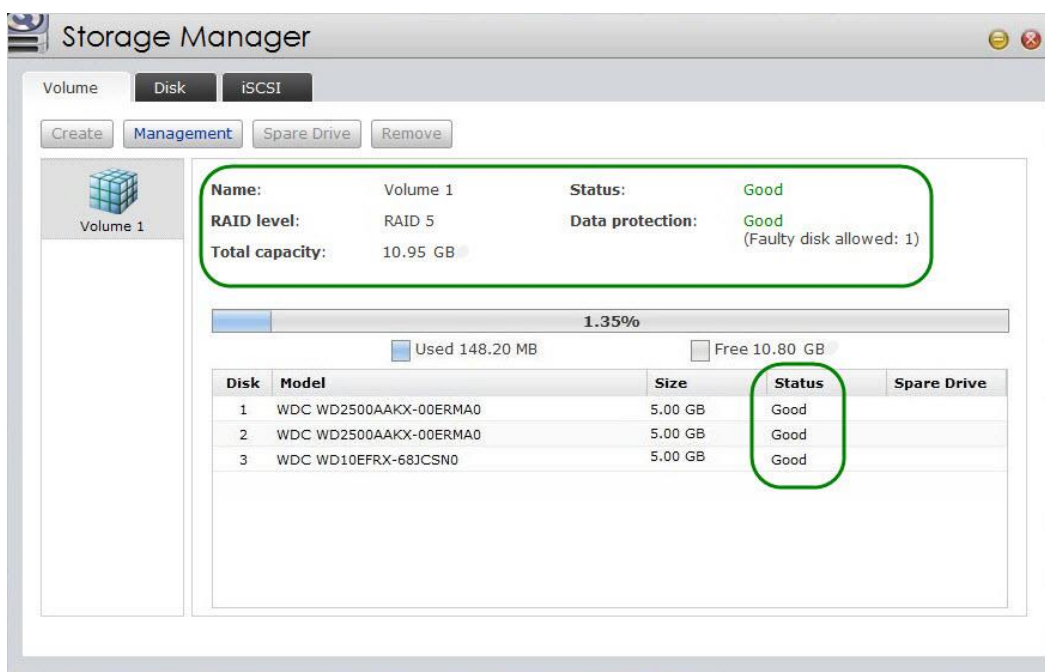 Storage Manager
Volume Disk iSCSI
Create Management Spare Drive Remove
Volume 1
Name: Volume 1 Status: Good
RAID level: RAID 5 Data protection: Good
(Faulty disk allowed: 1)
Total capacity: 10.95 GB
1.35%
Used 148.20 MB Free 10.80 GB
Disk Model Size Status Spare Drive
1 WDC WD2500AAKX-00ERMA0 5.00 GB Good
2 WDC WD2500AAKX-00ERMA0 5.00 GB Good
3 WDC WD10EFRX-68JCSN0 5.00 GB Good